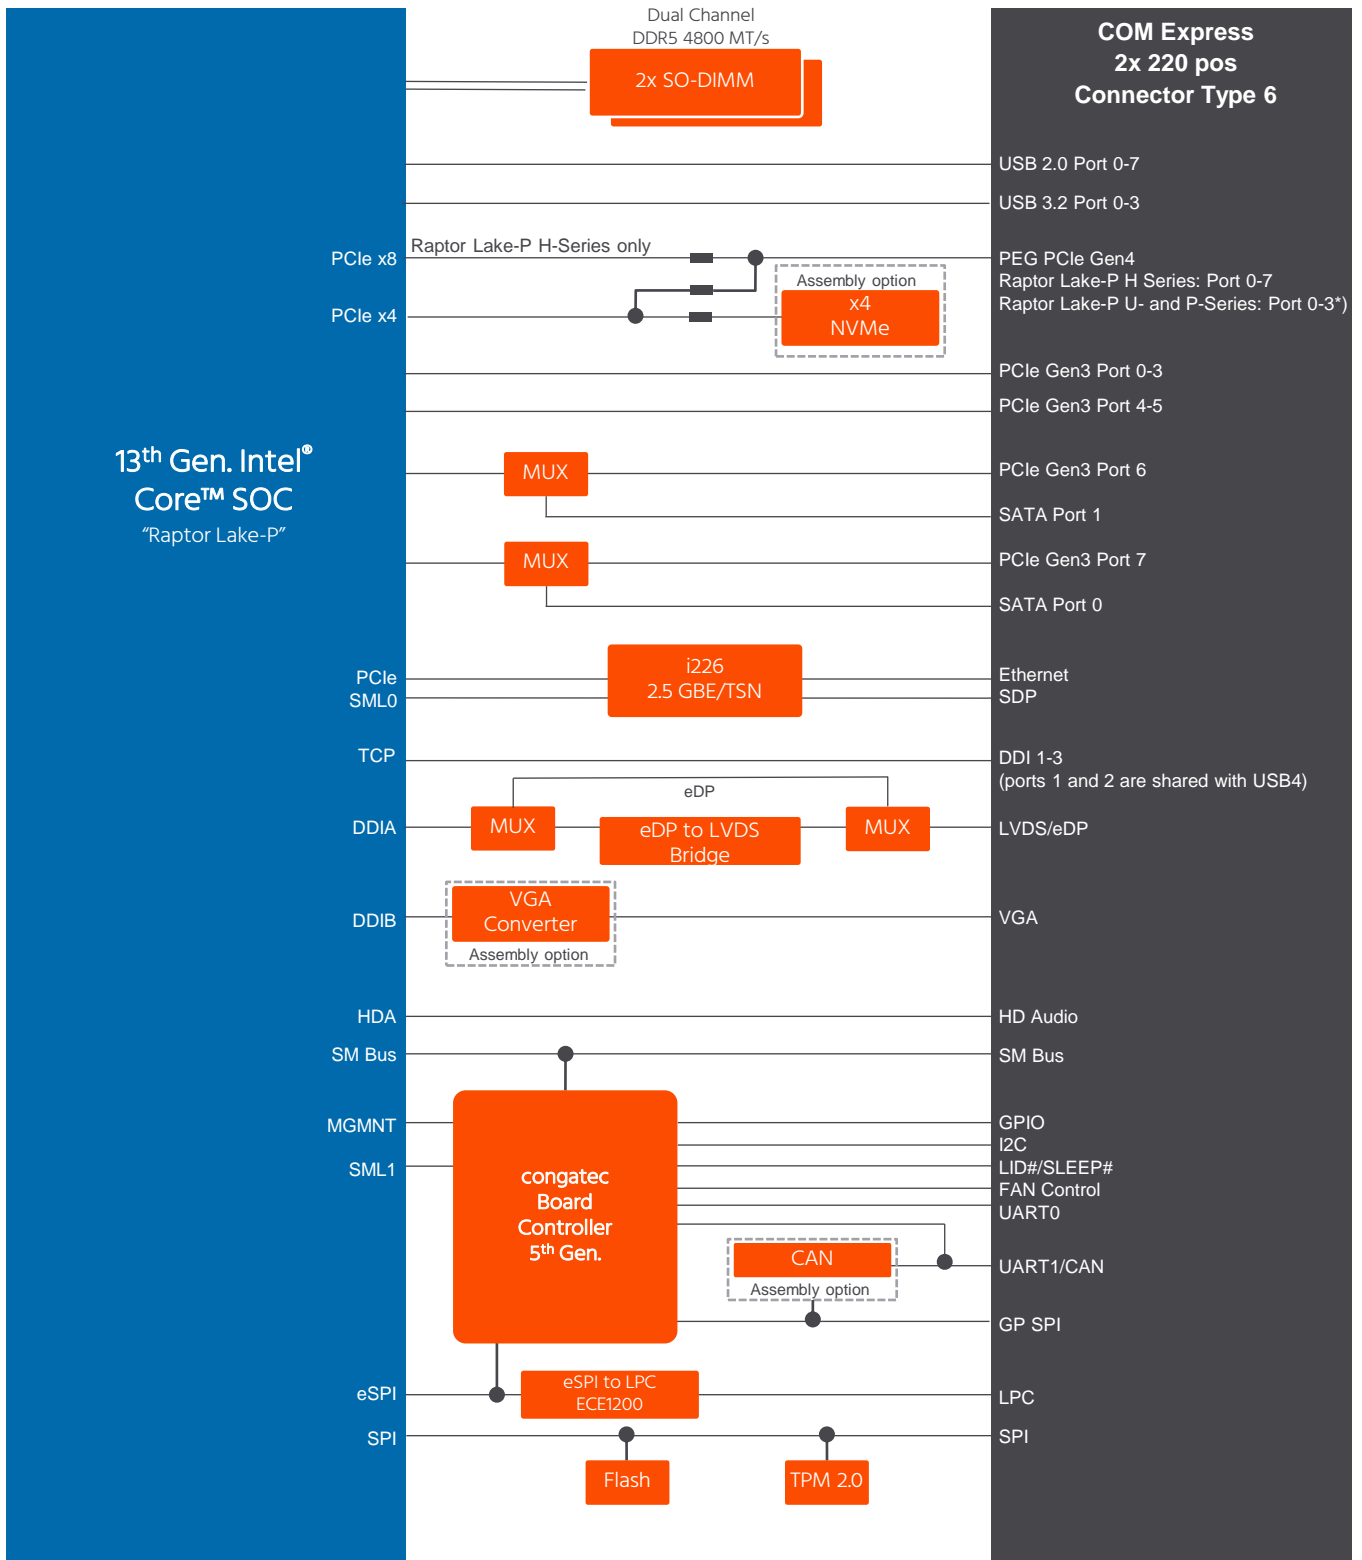 Dual Channel
DDR5 4800 MT/s
2x SO-DIMM
COM Express
2x 220 pos
Connector Type 6
USB 2.0 Port 0-7
USB 3.2 Port 0-3
PCIe x8
Raptor Lake-P H-Series only
PEG PCIe Gen4
Raptor Lake-P H Series: Port 0-7
Raptor Lake-P U- and P-Series: Port 0-3*)
Assembly option
x4
NVMe
PCIe x4
PCIe Gen3 Port 0-3
PCIe Gen3 Port 4-5
13th Gen. Intel®
Core™ SOC
“Raptor Lake-P”
MUX
PCIe Gen3 Port 6
SATA Port 1
MUX
PCIe Gen3 Port 7
SATA Port 0
PCIe
SML0
i226
2.5 GBE/TSN
Ethernet
SDP
TCP
DDI 1-3
(ports 1 and 2 are shared with USB4)
eDP
DDIA
MUX
eDP to LVDS
Bridge
MUX
LVDS/eDP
DDIB
VGA
Converter
Assembly option
VGA
HDA
HD Audio
SM Bus
SM Bus
MGMNT
SML1
congatec
Board
Controller
5th Gen.
GPIO
I2C
LID#/SLEEP#
FAN Control
UART0
CAN
Assembly option
UART1/CAN
GP SPI
eSPI
eSPI to LPC
ECE1200
LPC
SPI
SPI
Flash
TPM 2.0